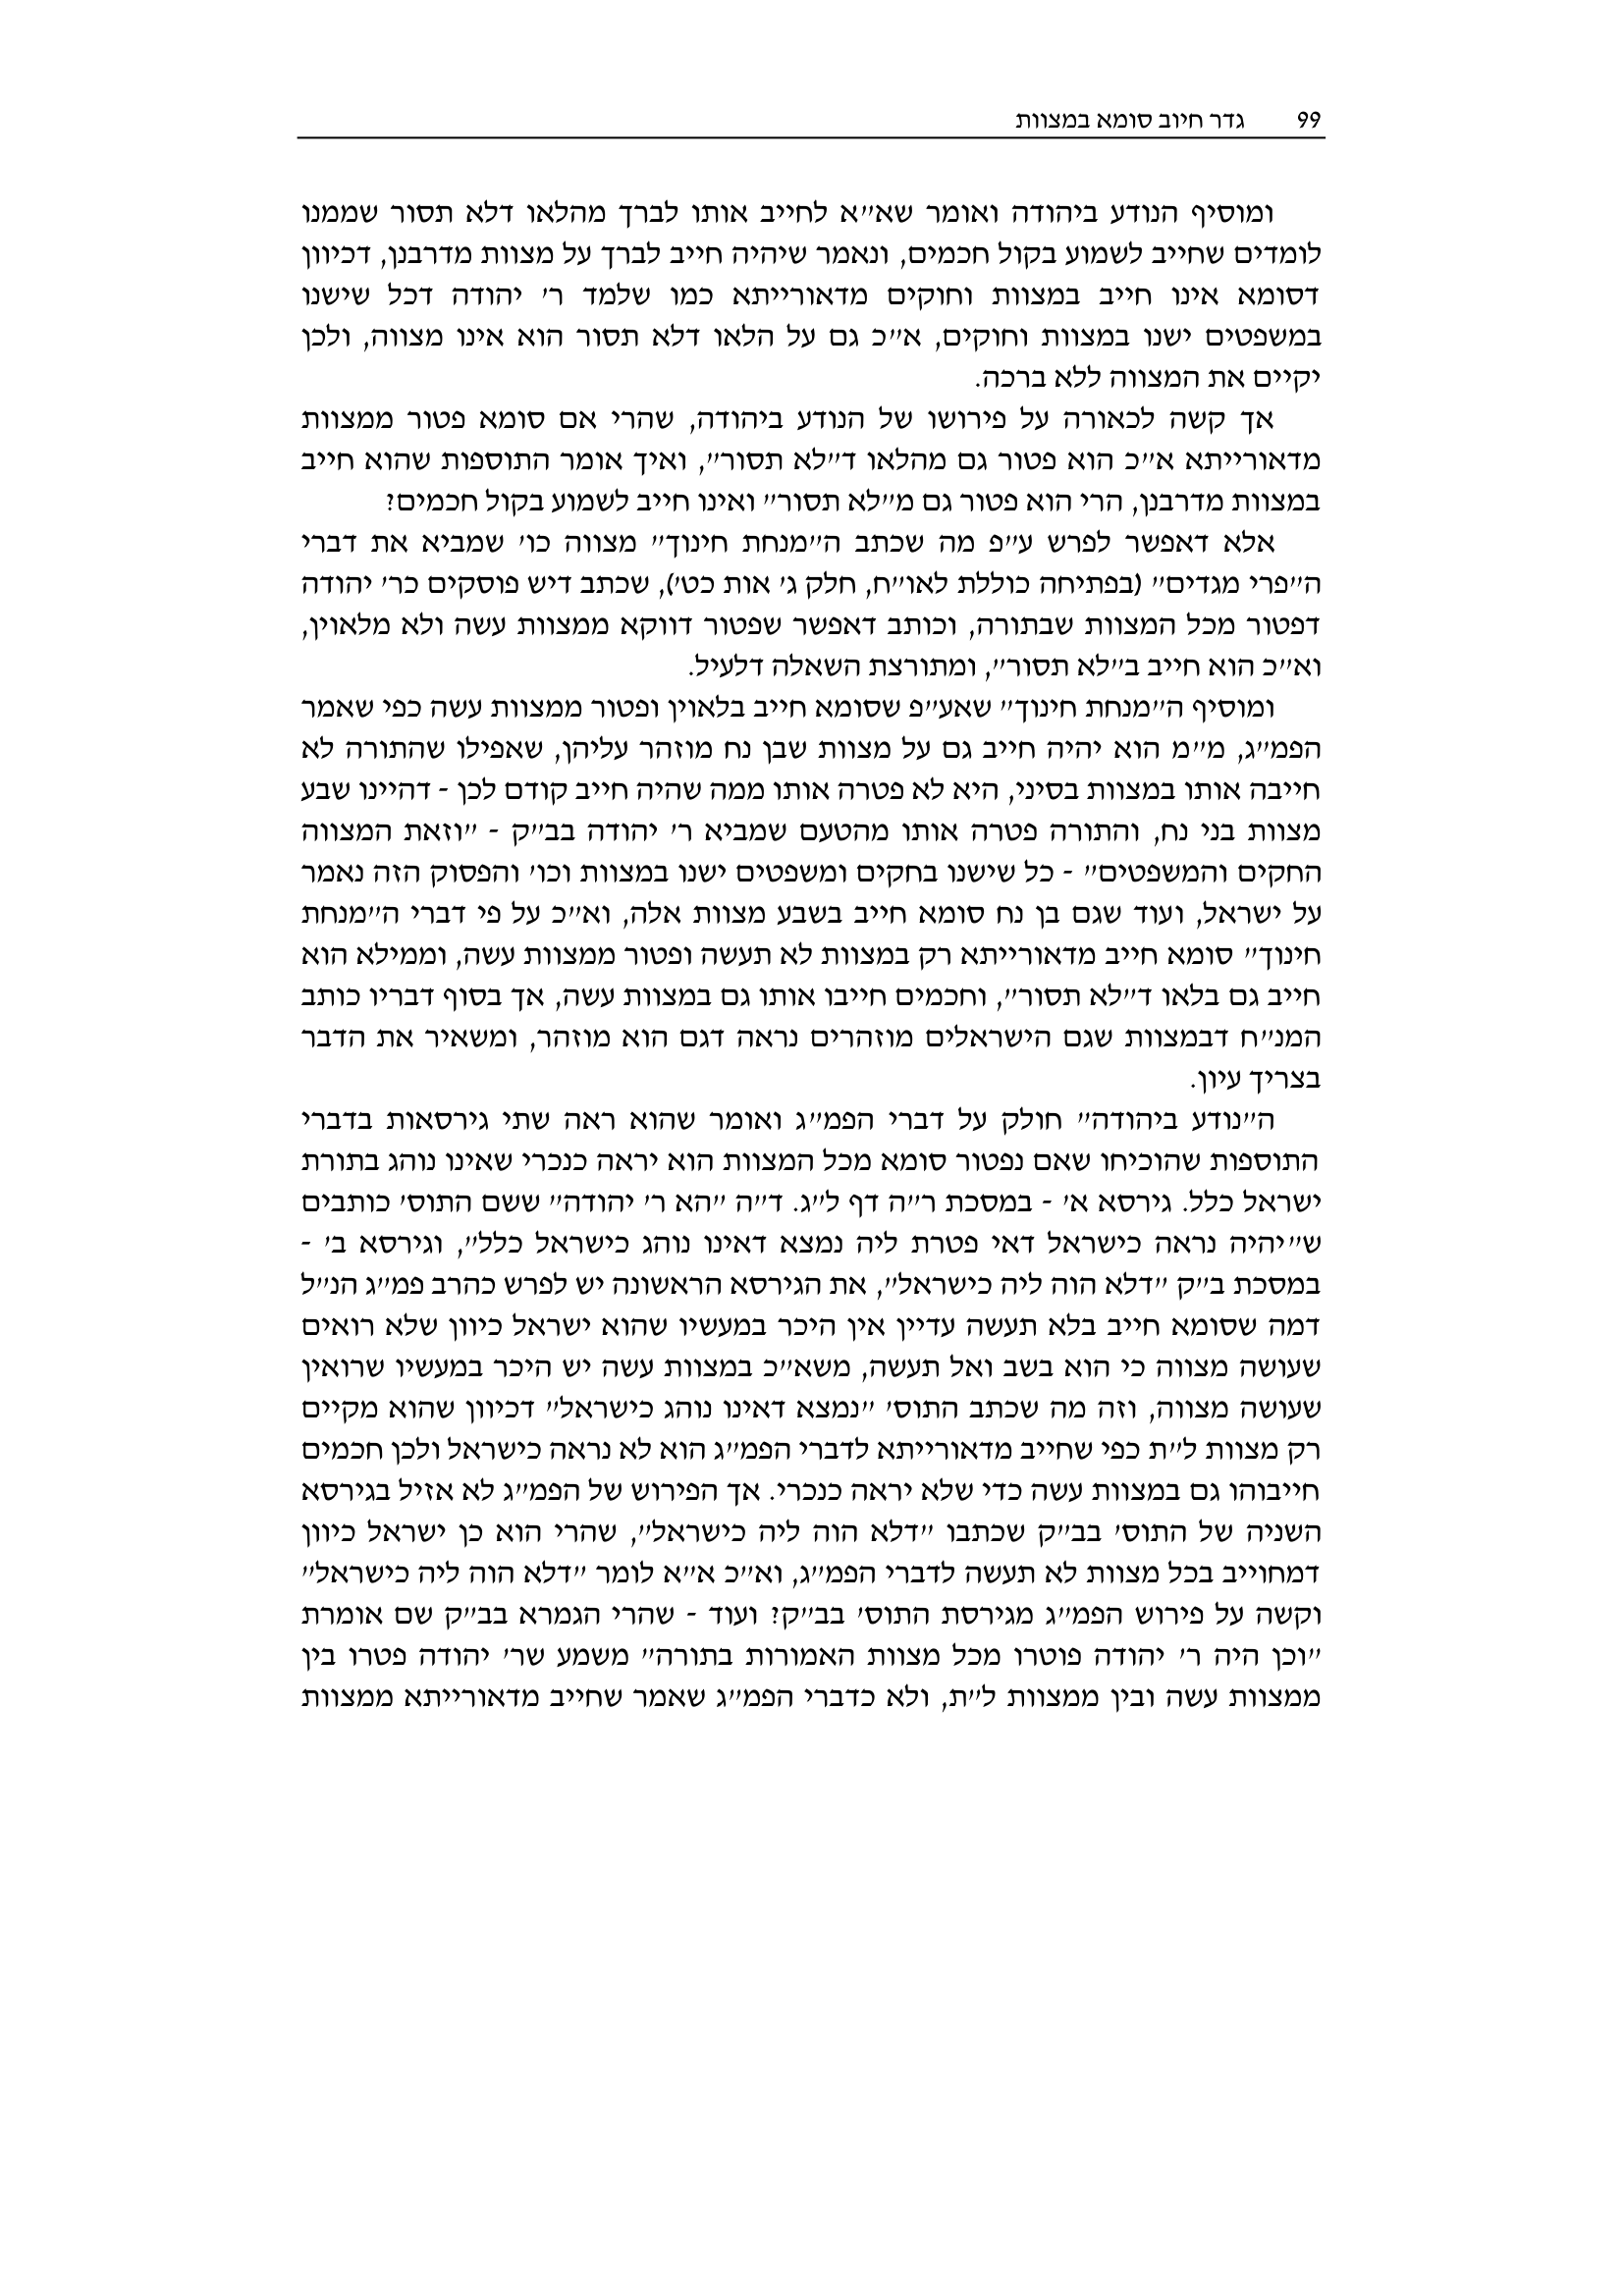 99 גדר חיוב סומא במצוות
ומוסיף הנודע ביהודה ואומר שא״א לחייב אותו לברך מהלאו דלא תסור שממנו
לומדים שחייב לשמוע בקול חכמים, ונאמר שיהיה חייב לברך על מצוות מדרבנן, דכיוון
דסומא אינו חייב במצוות וחוקים מדאורייתא כמו שלמד ר׳ יהודה דכל שישנו
במשפטים ישנו במצוות וחוקים, א״כ גם על הלאו דלא תסור הוא אינו מצווה, ולכן
יקיים את המצווה ללא ברכה.
אך קשה לכאורה על פירושו של הנודע ביהודה, שהרי אם סומא פטור ממצוות
מדאורייתא א״כ הוא פטור גם מהלאו ד״לא תסור״, ואיך אומר התוספות שהוא חייב
במצוות מדרבנן, הרי הוא פטור גם מ״לא תסור״ ואינו חייב לשמוע בקול חכמים?
אלא דאפשר לפרש ע״פ מה שכתב ה״מנחת חינוך״ מצווה כו׳ שמביא את דברי
ה״פרי מגדים״ (בפתיחה כוללת לאו״ח, חלק ג׳ אות כט׳), שכתב דיש פוסקים כר׳ יהודה
דפטור מכל המצוות שבתורה, וכותב דאפשר שפטור דווקא ממצוות עשה ולא מלאוין,
וא״כ הוא חייב ב״לא תסור״, ומתורצת השאלה דלעיל.
ומוסיף ה״מנחת חינוך״ שאע״פ שסומא חייב בלאוין ופטור ממצוות עשה כפי שאמר
הפמ״ג, מ״מ הוא יהיה חייב גם על מצוות שבן נח מוזהר עליהן, שאפילו שהתורה לא
חייבה אותו במצוות בסיני, היא לא פטרה אותו ממה שהיה חייב קודם לכן - דהיינו שבע
מצוות בני נח, והתורה פטרה אותו מהטעם שמביא ר׳ יהודה בב״ק - ״וזאת המצווה
החקים והמשפטים״ - כל שישנו בחקים ומשפטים ישנו במצוות וכו׳ והפסוק הזה נאמר
על ישראל, ועוד שגם בן נח סומא חייב בשבע מצוות אלה, וא״כ על פי דברי ה״מנחת
חינוך״ סומא חייב מדאורייתא רק במצוות לא תעשה ופטור ממצוות עשה, וממילא הוא
חייב גם בלאו ד״לא תסור״, וחכמים חייבו אותו גם במצוות עשה, אך בסוף דבריו כותב
המנ״ח דבמצוות שגם הישראלים מוזהרים נראה דגם הוא מוזהר, ומשאיר את הדבר
בצריך עיון.
ה״נודע ביהודה״ חולק על דברי הפמ״ג ואומר שהוא ראה שתי גירסאות בדברי
התוספות שהוכיחו שאם נפטור סומא מכל המצוות הוא יראה כנכרי שאינו נוהג בתורת
ישראל כלל. גירסא א׳ - במסכת ר״ה דף ל״ג. ד״ה ״הא ר׳ יהודה״ ששם התוס׳ כותבים
ש״יהיה נראה כישראל דאי פטרת ליה נמצא דאינו נוהג כישראל כלל״, וגירסא ב׳ -
במסכת ב״ק ״דלא הוה ליה כישראל״, את הגירסא הראשונה יש לפרש כהרב פמ״ג הנ״ל
דמה שסומא חייב בלא תעשה עדיין אין היכר במעשיו שהוא ישראל כיוון שלא רואים
שעושה מצווה כי הוא בשב ואל תעשה, משא״כ במצוות עשה יש היכר במעשיו שרואין
שעושה מצווה, וזה מה שכתב התוס׳ ״נמצא דאינו נוהג כישראל״ דכיוון שהוא מקיים
רק מצוות ל״ת כפי שחייב מדאורייתא לדברי הפמ״ג הוא לא נראה כישראל ולכן חכמים
חייבוהו גם במצוות עשה כדי שלא יראה כנכרי. אך הפירוש של הפמ״ג לא אזיל בגירסא
השניה של התוס׳ בב״ק שכתבו ״דלא הוה ליה כישראל״, שהרי הוא כן ישראל כיוון
דמחוייב בכל מצוות לא תעשה לדברי הפמ״ג, וא״כ א״א לומר ״דלא הוה ליה כישראל״
וקשה על פירוש הפמ״ג מגירסת התוס׳ בב״ק? ועוד - שהרי הגמרא בב״ק שם אומרת
״וכן היה ר׳ יהודה פוטרו מכל מצוות האמורות בתורה״ משמע שר׳ יהודה פטרו בין
ממצוות עשה ובין ממצוות ל״ת, ולא כדברי הפמ״ג שאמר שחייב מדאורייתא ממצוות